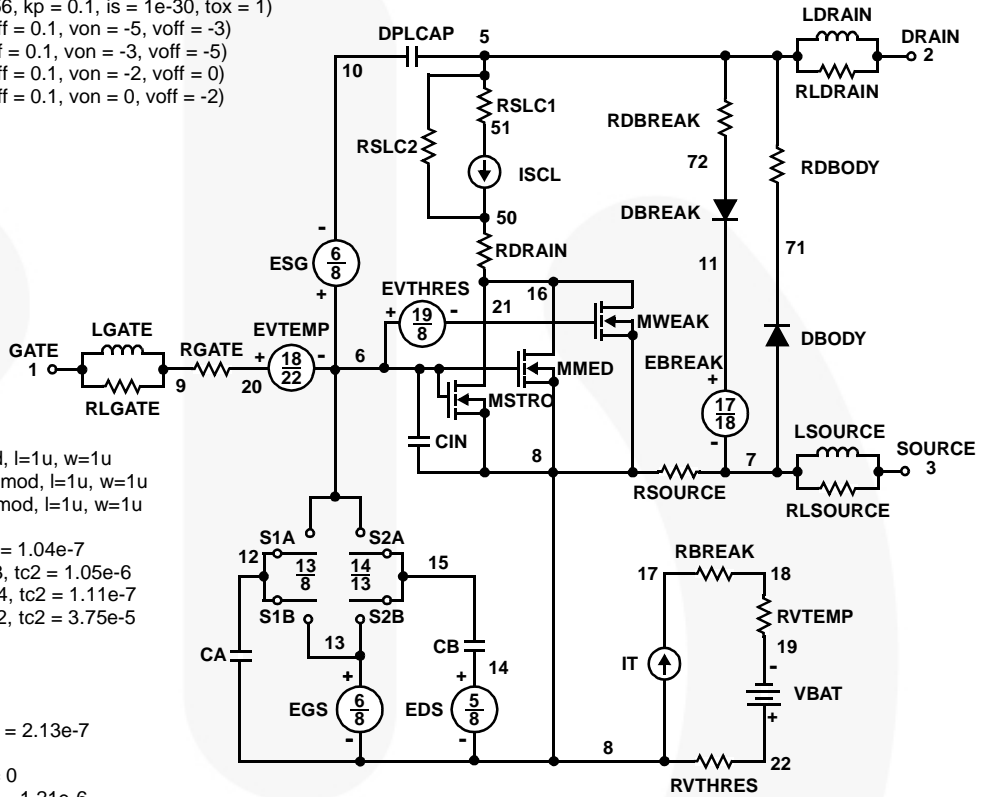 56, kp = 0.1, is = 1e-30, tox = 1)
ff = 0.1, von = -5, voff = -3)
f = 0.1, von = -3, voff = -5)
ff = 0.1, von = -2, voff = 0)
ff = 0.1, von = 0, voff = -2)
DPLCAP
5
LDRAIN
DRAIN
2
10
RLDRAIN
RSLC1
51
RSLC2
RDBREAK
72
RDBODY
ISCL
DBREAK
50
RDRAIN
71
11
ESG
6
8
-
+
EVTHRES
16
21
+
19
8
-
MWEAK
LGATE
EVTEMP
GATE
1
RGATE
+
18
22
-
6
EBREAK
DBODY
MMED
9
20
RLGATE
MSTRO
+
17
18
-
CIN
LSOURCE
8
7
SOURCE
3
d, l=1u, w=1u
mod, l=1u, w=1u
mod, l=1u, w=1u
RSOURCE
RLSOURCE
= 1.04e-7
3, tc2 = 1.05e-6
4, tc2 = 1.11e-7
2, tc2 = 3.75e-5
S1A
S2A
12
13
8
14
13
15
S1B
S2B
RBREAK
17
18
RVTEMP
19
13
CA
CB
14
+
+
IT
-
VBAT
+
EGS
6
8
EDS
5
8
-
-
= 2.13e-7
8
22
RVTHRES
0